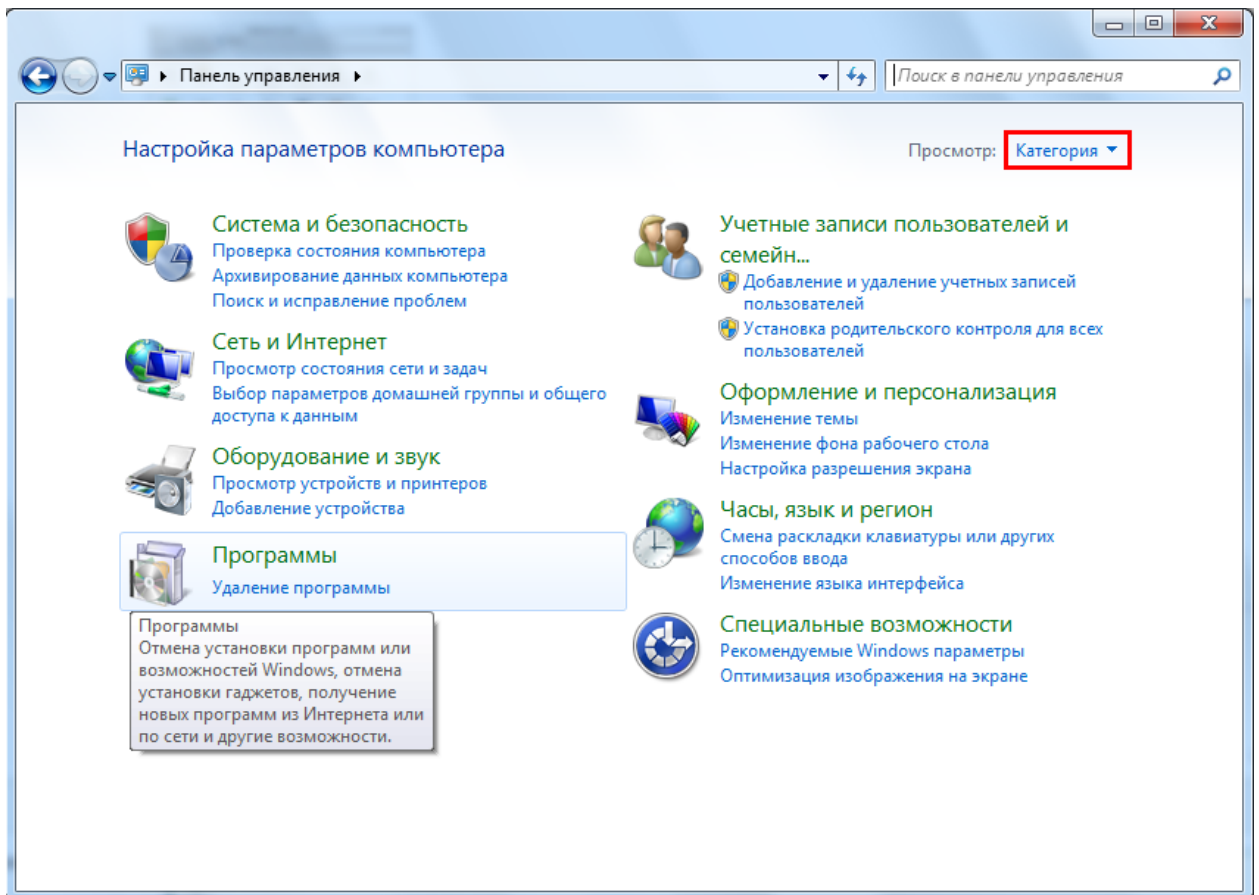 Панель управления
Поиск в панели управления
Настройка параметров компьютера
Просмотр: Категория
Система и безопасность
Проверка состояния компьютера
Архивирование данных компьютера
Поиск и исправление проблем
Сеть и Интернет
Просмотр состояния сети и задач
Выбор параметров домашней группы и общего
доступа к данным
Оборудование и звук
Просмотр устройств и принтеров
Добавление устройства
Программы
Удаление программы
Программы
Отмена установки программ или
возможностей Windows, отмена
установки гаджетов, получение
новых программ из Интернета или
по сети и другие возможности.
Учетные записи пользователей и
семейн...
Добавление и удаление учетных записей
пользователей
Установка родительского контроля для всех
пользователей
Оформление и персонализация
Изменение темы
Изменение фона рабочего стола
Настройка разрешения экрана
Часы, язык и регион
Смена раскладки клавиатуры или других
способов ввода
Изменение языка интерфейса
Специальные возможности
Рекомендуемые Windows параметры
Оптимизация изображения на экране